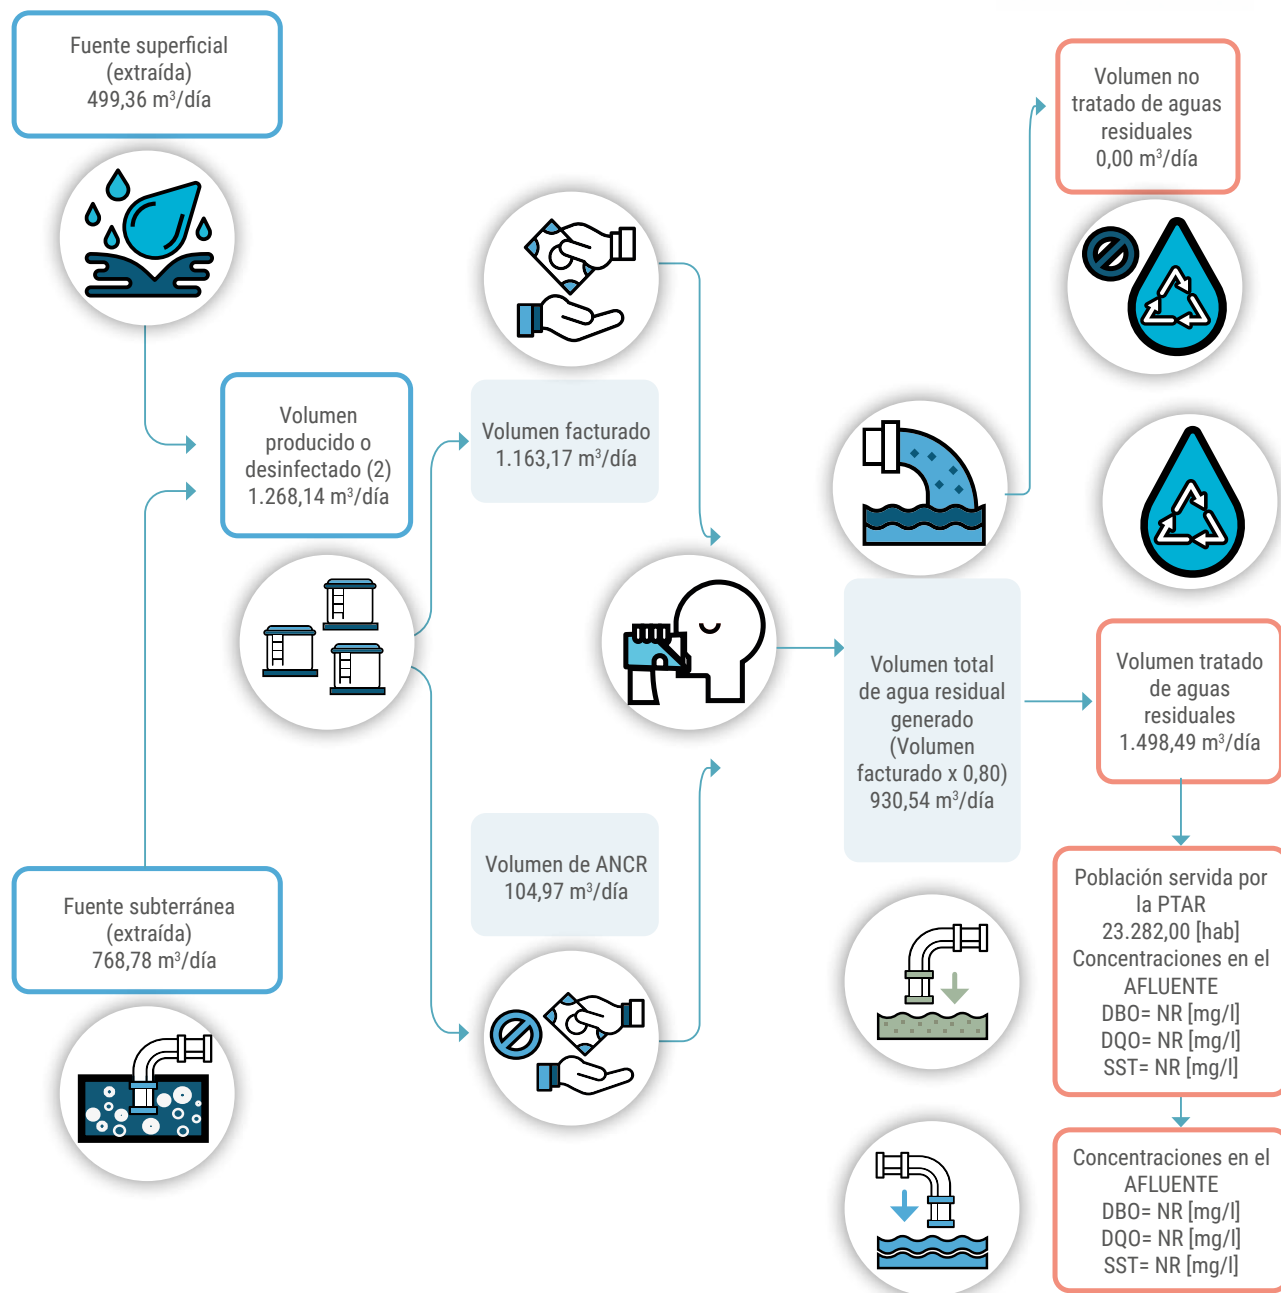 Fuente superficial
(extraída)
499,36 m³/día
Volumen no
tratado de aguas
residuales
0,00 m³/día
Volumen
producido o
desinfectado (2)
1.268,14 m³/día
Volumen facturado
1.163,17 m³/día
Volumen total
de agua residual
generado
(Volumen
facturado x 0,80)
930,54 m³/día
Volumen tratado
de aguas
residuales
1.498,49 m³/día
Volumen de ANCR
104,97 m³/día
Fuente subterránea
(extraída)
768,78 m³/día
Población servida por
la PTAR
23.282,00 [hab]
Concentraciones en el
AFLUENTE
DBO= NR [mg/l]
DQO= NR [mg/l]
SST= NR [mg/l]
Concentraciones en el
AFLUENTE
DBO= NR [mg/l]
DQO= NR [mg/l]
SST= NR [mg/l]